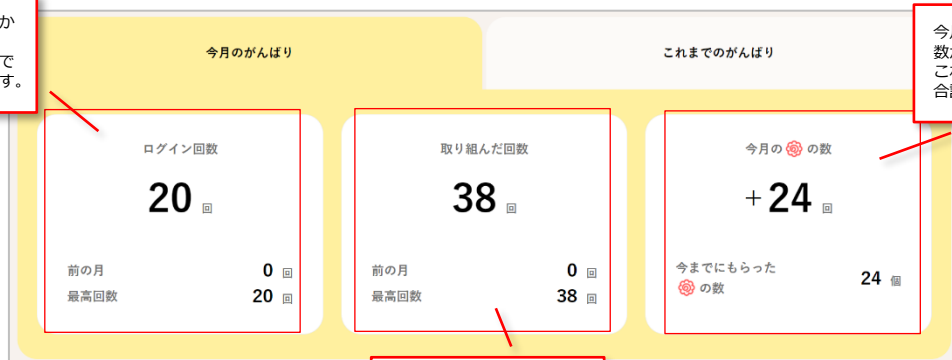 か
で
す。
今月のがんばり
これまでのがんばり
数
合
ログイン回数
20 回
前の月 0 回
最高回数 20 回
取り組んだ回数
38 回
前の月 0 回
最高回数 38 回
今月の の数
+24 回
今までにもらった
の数
24 個